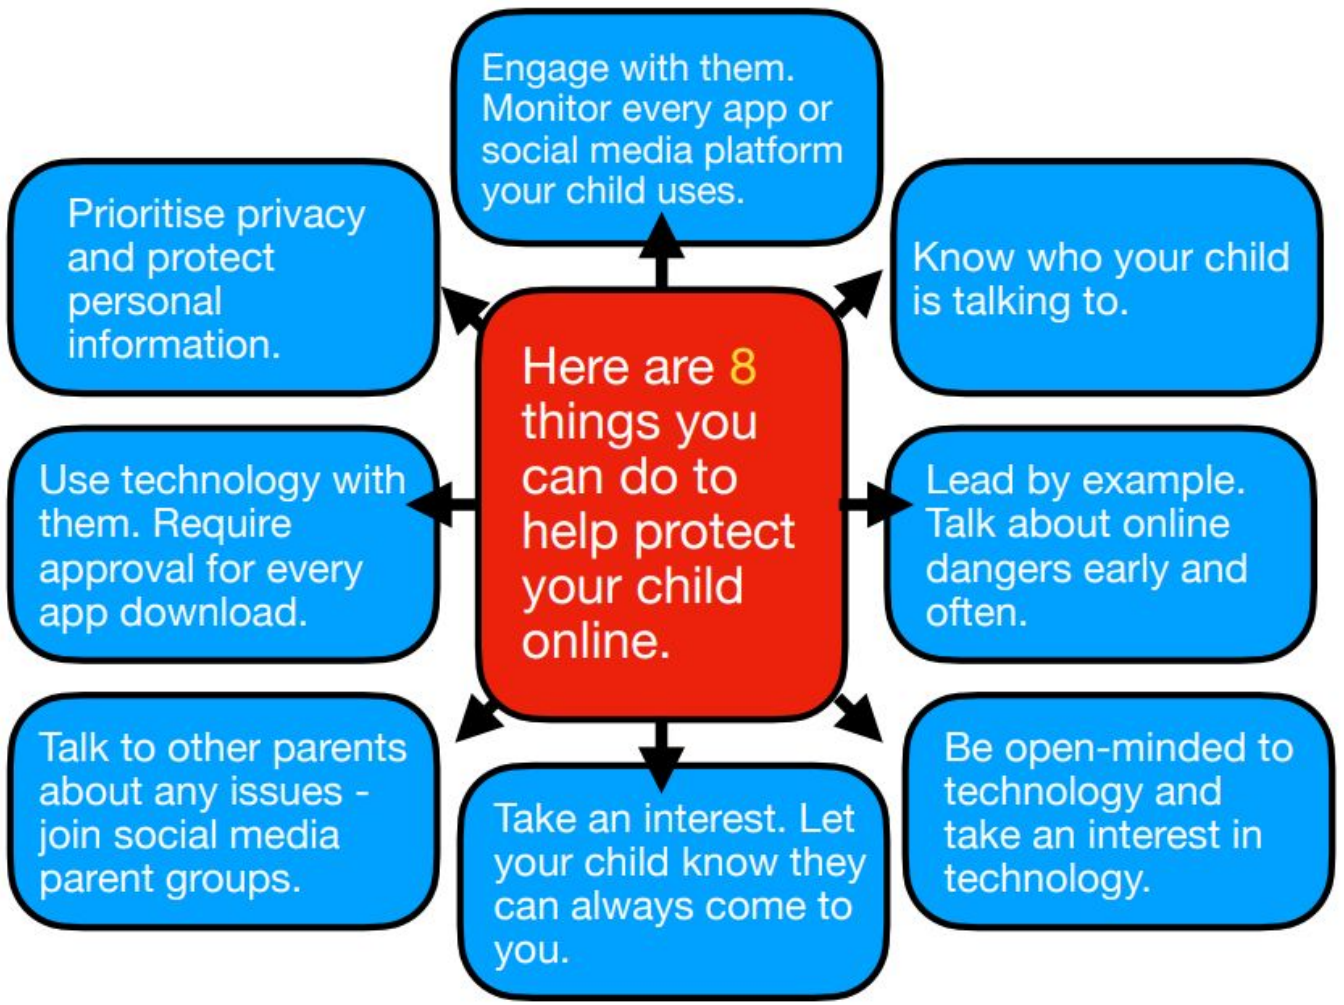 Engage with them.
Monitor every app or
social media platform
your child uses.
Prioritise privacy
and protect
personal
information.
Know who your child
is talking to.
Here are 8
things you
can do to
help protect
your child
online.
Use technology with
them. Require
approval for every
app download.
Lead by example.
Talk about online
dangers early and
often.
Talk to other parents
about any issues -
join social media
parent groups.
Take an interest. Let
your child know they
can always come to
you.
Be open-minded to
technology and
take an interest in
technology.